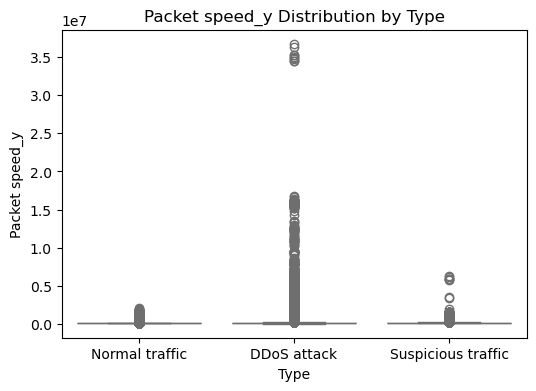 Packet speed_y Distribution by Type
1e7
3.5
3.0
2.5
2.0
1.5
1.0
0.5
0.0
Packet speed_y
Normal traffic
DDoS attack
Suspicious traffic
Type